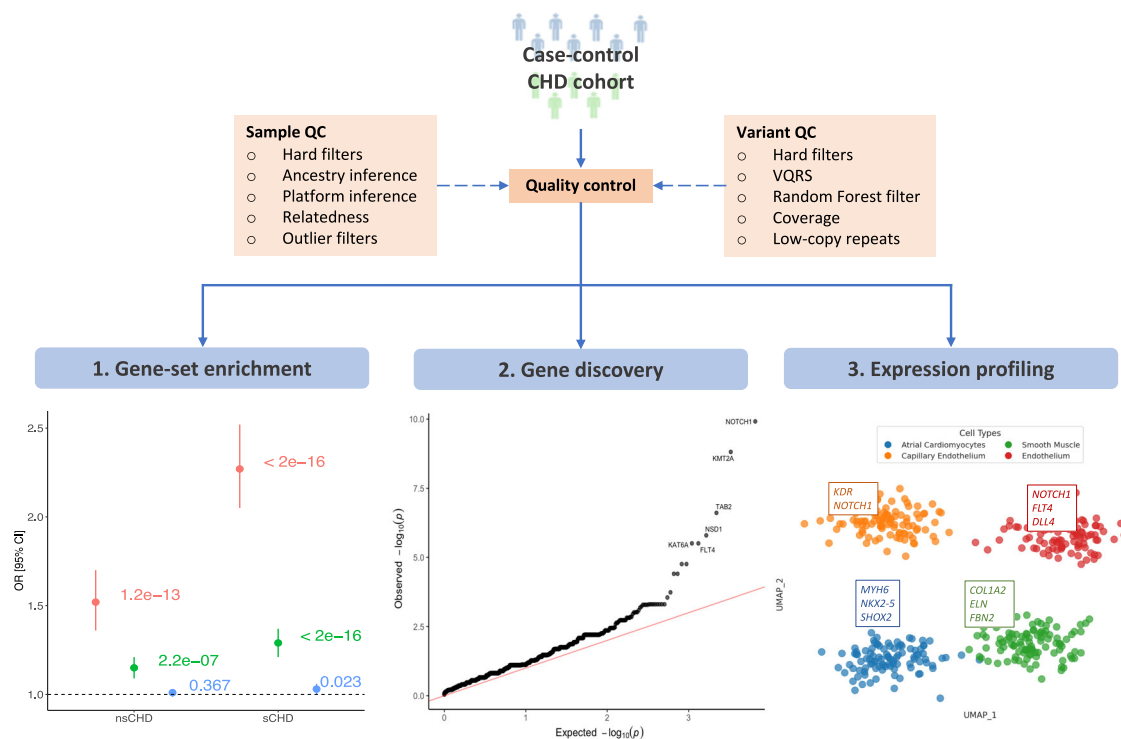 Case-control
CHD cohort
Sample QC
○ Hard filters
○ Ancestry inference
○ Platform inference
○ Relatedness
○ Outlier filters
Quality control
Variant QC
○ Hard filters
○ VQRS
○ Random Forest filter
○ Coverage
○ Low-copy repeats
1. Gene-set enrichment
2. Gene discovery
3. Expression profiling
OR [95% CI]
2.5
2.0
1.5
1.0
< 2e−16
1.2e−13
< 2e−16
2.2e−07
0.367
0.023
nsCHD
sCHD
Observed −log10(p)
10.0
7.5
5.0
2.5
0.0
NOTCH1
KMT2A
TAB2
NSD1
KAT6A
FLT4
0
1
2
3
Expected −log10(p)
Cell Types
Atrial Cardiomyocytes
Smooth Muscle
Capillary Endothelium
Endothelium
KDR
NOTCH1
NOTCH1
FLT4
DLL4
MYH6
NKX2-5
SHOX2
COL1A2
ELN
FBN2
UMAP_2
UMAP_1